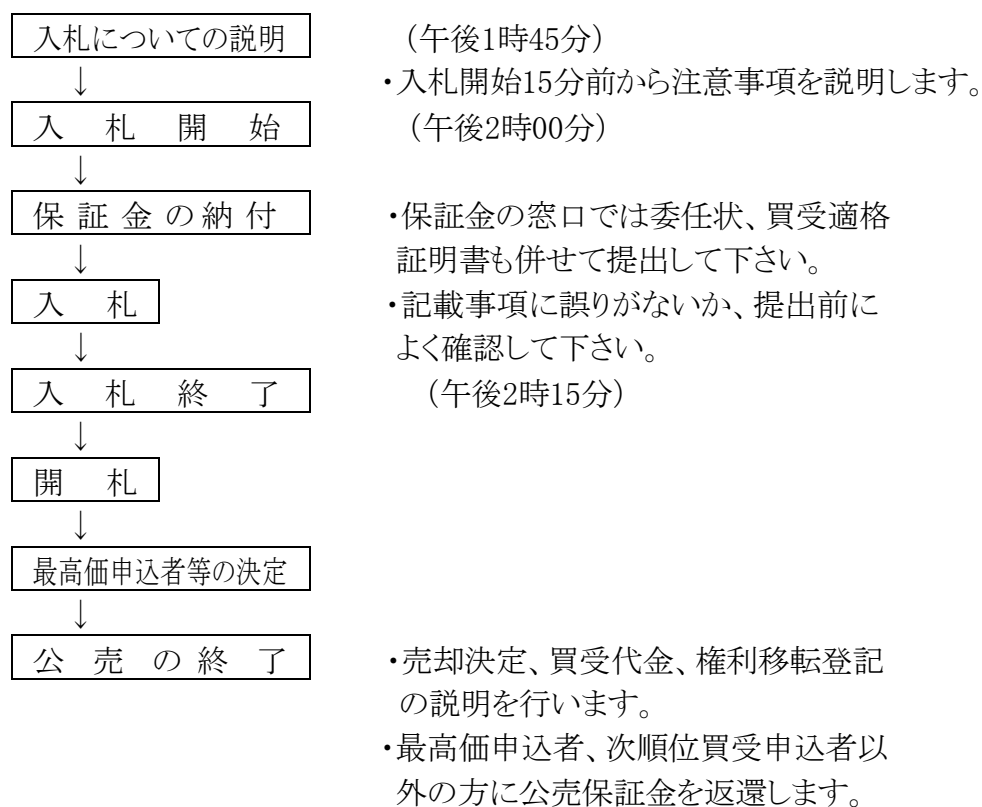 入札についての説明 （午後1時45分）
↓ ・入札開始15分前から注意事項を説明します。
入札開始 （午後2時00分）
↓
保証金の納付 ・保証金の窓口では委任状、買受適格
↓ 証明書も併せて提出して下さい。
入札 ・記載事項に誤りがないか、提出前に
↓ よく確認して下さい。
入札終了 （午後2時15分）
↓
開札
↓
最高価申込者等の決定
↓
公売の終了 ・売却決定、買受代金、権利移転登記
の説明を行います。
・最高価申込者、次順位買受申込者以
外の方に公売保証金を返還します。